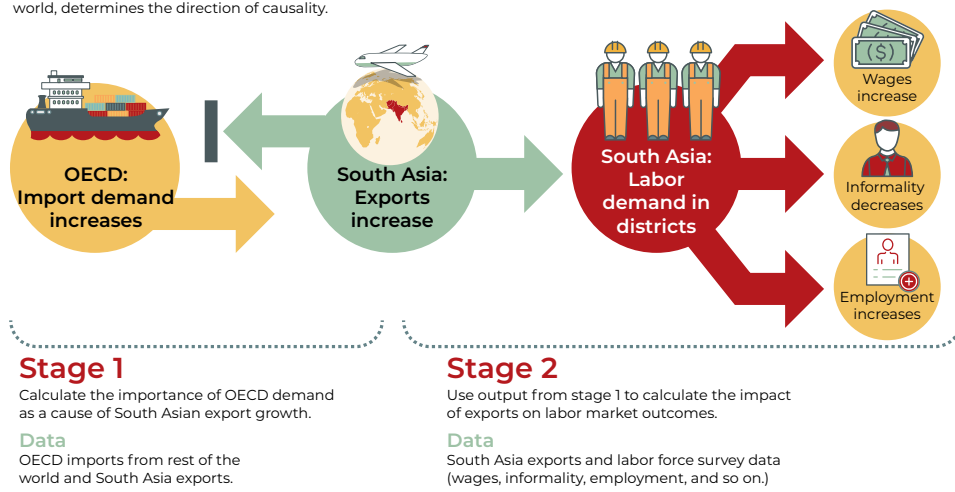 world, determines the direction of causality.
OECD:
Import demand
increases
South Asia:
Exports
increase
South Asia:
Labor
demand in
districts
($)
Wages
increase
Informality
decreases
Employment
increases
Stage 1
Calculate the importance of OECD demand
as a cause of South Asian export growth.
Data
OECD imports from rest of the
world and South Asia exports.
Stage 2
Use output from stage 1 to calculate the impact
of exports on labor market outcomes.
Data
South Asia exports and labor force survey data
(wages, informality, employment, and so on.)